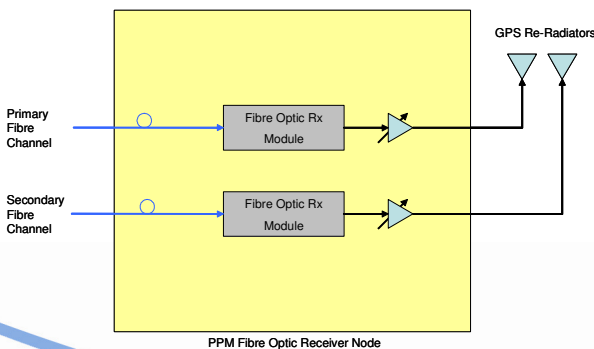 GPS Re-Radiators
Primary
Fibre
Channel
Fibre Optic Rx
Module
Secondary
Fibre
Channel
Fibre Optic Rx
Module
PPM Fibre Optic Receiver Node